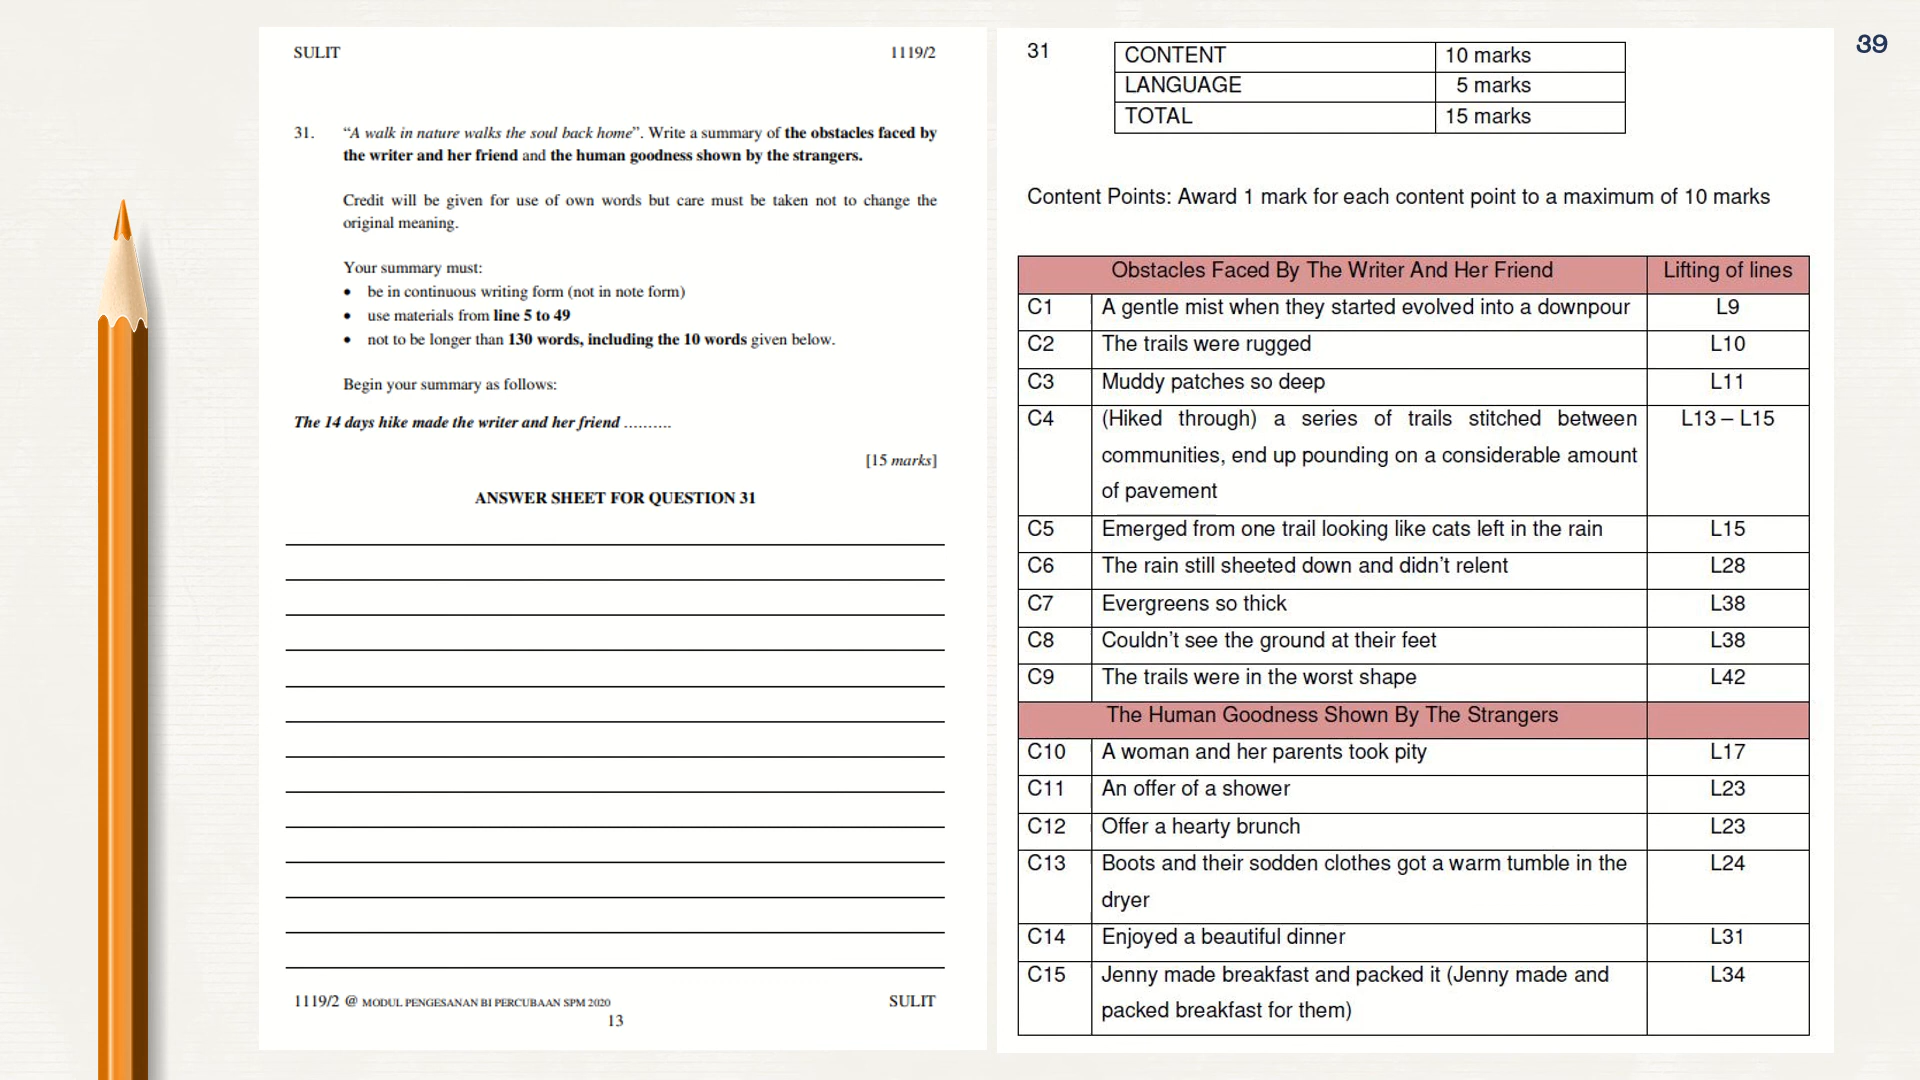 39
SULIT 1119/2
31. “A walk in nature walks the soul back home”. Write a summary of the obstacles faced by
the writer and her friend and the human goodness shown by the strangers.
Credit will be given for use of own words but care must be taken not to change the
original meaning.
Your summary must:
• be in continuous writing form (not in note form)
• use materials from line 5 to 49
• not to be longer than 130 words, including the 10 words given below.
Begin your summary as follows:
The 14 days hike made the writer and her friend ..........
[15 marks]
ANSWER SHEET FOR QUESTION 31
1119/2 @ MODUL PENGESANAN BI PERCUBAAN SPM 2020 SULIT
13
31
CONTENT 10 marks
LANGUAGE 5 marks
TOTAL 15 marks
Content Points: Award 1 mark for each content point to a maximum of 10 marks
Obstacles Faced By The Writer And Her Friend Lifting of lines
C1 A gentle mist when they started evolved into a downpour L9
C2 The trails were rugged L10
C3 Muddy patches so deep L11
C4 (Hiked through) a series of trails stitched between L13 – L15
communities, end up pounding on a considerable amount
of pavement
C5 Emerged from one trail looking like cats left in the rain L15
C6 The rain still sheeted down and didn’t relent L28
C7 Evergreens so thick L38
C8 Couldn’t see the ground at their feet L38
C9 The trails were in the worst shape L42
The Human Goodness Shown By The Strangers
C10 A woman and her parents took pity L17
C11 An offer of a shower L23
C12 Offer a hearty brunch L23
C13 Boots and their sodden clothes got a warm tumble in the L24
dryer
C14 Enjoyed a beautiful dinner L31
C15 Jenny made breakfast and packed it (Jenny made and L34
packed breakfast for them)